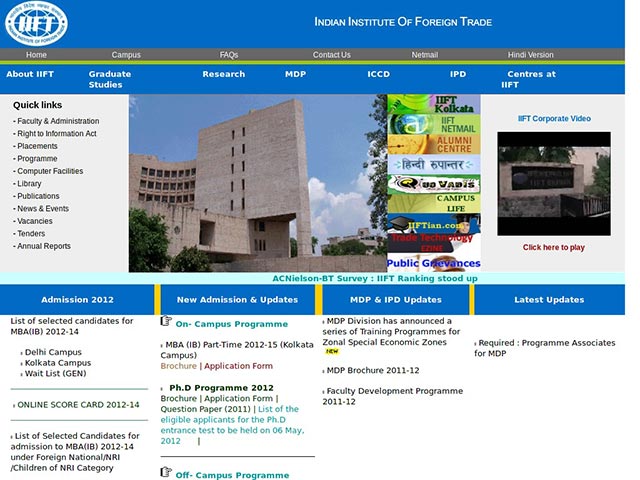 IIFT
INDIAN INSTITUTE OF FOREIGN TRADE
Home Campus FAQs Contact Us Netmail Hindi Version
About IIFT Graduate Studies Research MDP ICCD IPD Centres at IIFT
Quick links
- Faculty & Administration
- Right to Information Act
- Placements
- Programme
- Computer Facilities
- Library
- Publications
- News & Events
- Vacancies
- Tenders
- Annual Reports
IIFT
Kolkata
IIFT
NETMAIL
ALUMNI
CENTRE
हिन्दी रूपान्तर
Quo VADIS
CAMPUS
LIFE
IIFTian.com
Trade Technology
EZINE
Public Grievances
IIFT Corporate Video
Click here to play
ACNielson-BT Survey : IIFT Ranking stood up
Admission 2012
List of selected candidates for
MBA(IB) 2012-14
Delhi Campus
Kolkata Campus
Wait List (GEN)
ONLINE SCORE CARD 2012-14
List of Selected Candidates for
admission to MBA(IB) 2012-14
under Foreign National/NRI
/Children of NRI Category
New Admission & Updates
On- Campus Programme
MBA (IB) Part-Time 2012-15 (Kolkata
Campus)
Brochure | Application Form
Ph.D Programme 2012
Brochure | Application Form |
Question Paper (2011) | List of the
eligible applicants for the Ph.D
entrance test to be held on 06 May,
2012 |
Off- Campus Programme
MDP & IPD Updates
MDP Division has announced a
series of Training Programmes for
Zonal Special Economic Zones
NEW
MDP Brochure 2011-12
Faculty Development Programme
2011-12
Latest Updates
Required : Programme Associates
for MDP